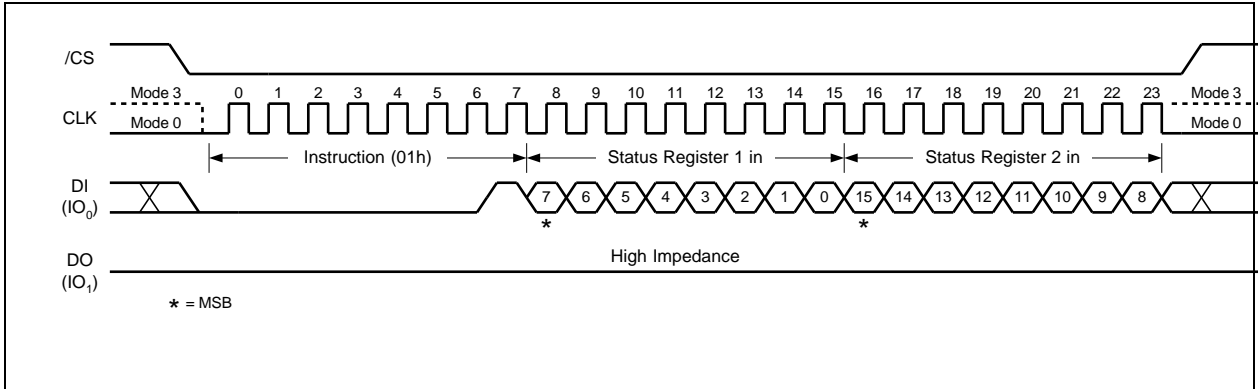 /CS
Mode 3 0 1 2 3 4 5 6 7 8 9 10 11 12 13 14 15 16 17 18 19 20 21 22 23 Mode 3
CLK
Mode 0 Mode 0
Instruction (01h) Status Register 1 in Status Register 2 in
DI
(IO₀)
7 6 5 4 3 2 1 0 15 14 13 12 11 10 9 8
* *
High Impedance
DO
(IO₁)
* = MSB